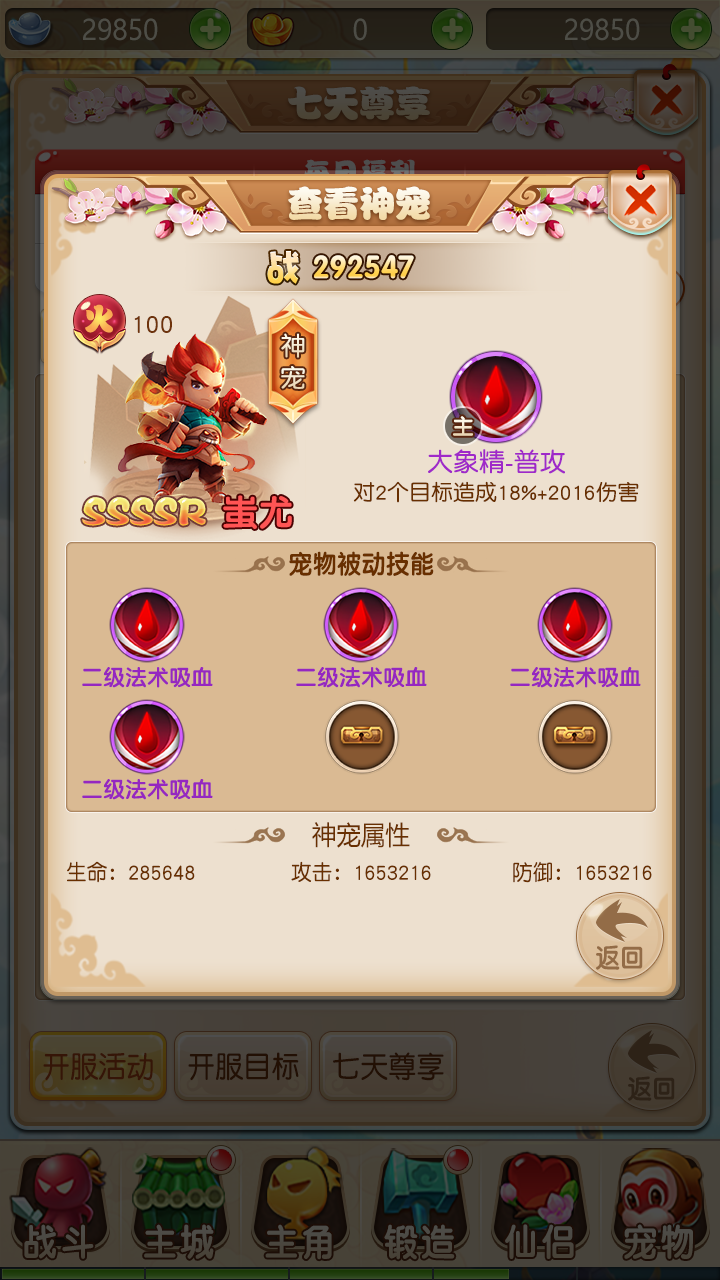 29850 0 29850
七天尊享
每日福利
查看神宠
战 292547
火 100
神宠
主
大象精-普攻
对2个目标造成18%+2016伤害
SSSSR 蚩尤
宠物被动技能
二级法术吸血 二级法术吸血 二级法术吸血
二级法术吸血
神宠属性
生命：285648 攻击：1653216 防御：1653216
返回
开服活动 开服目标 七天尊享 返回
战斗 主城 主角 锻造 仙侣 宠物